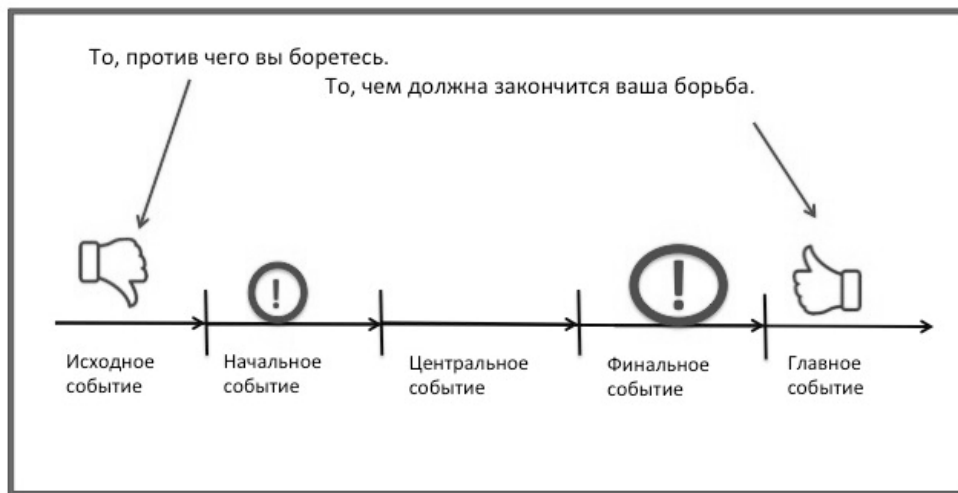 То, против чего вы боретесь.
То, чем должна закончится ваша борьба.
!
!
Исходное
событие
Начальное
событие
Центральное
событие
Финальное
событие
Главное
событие